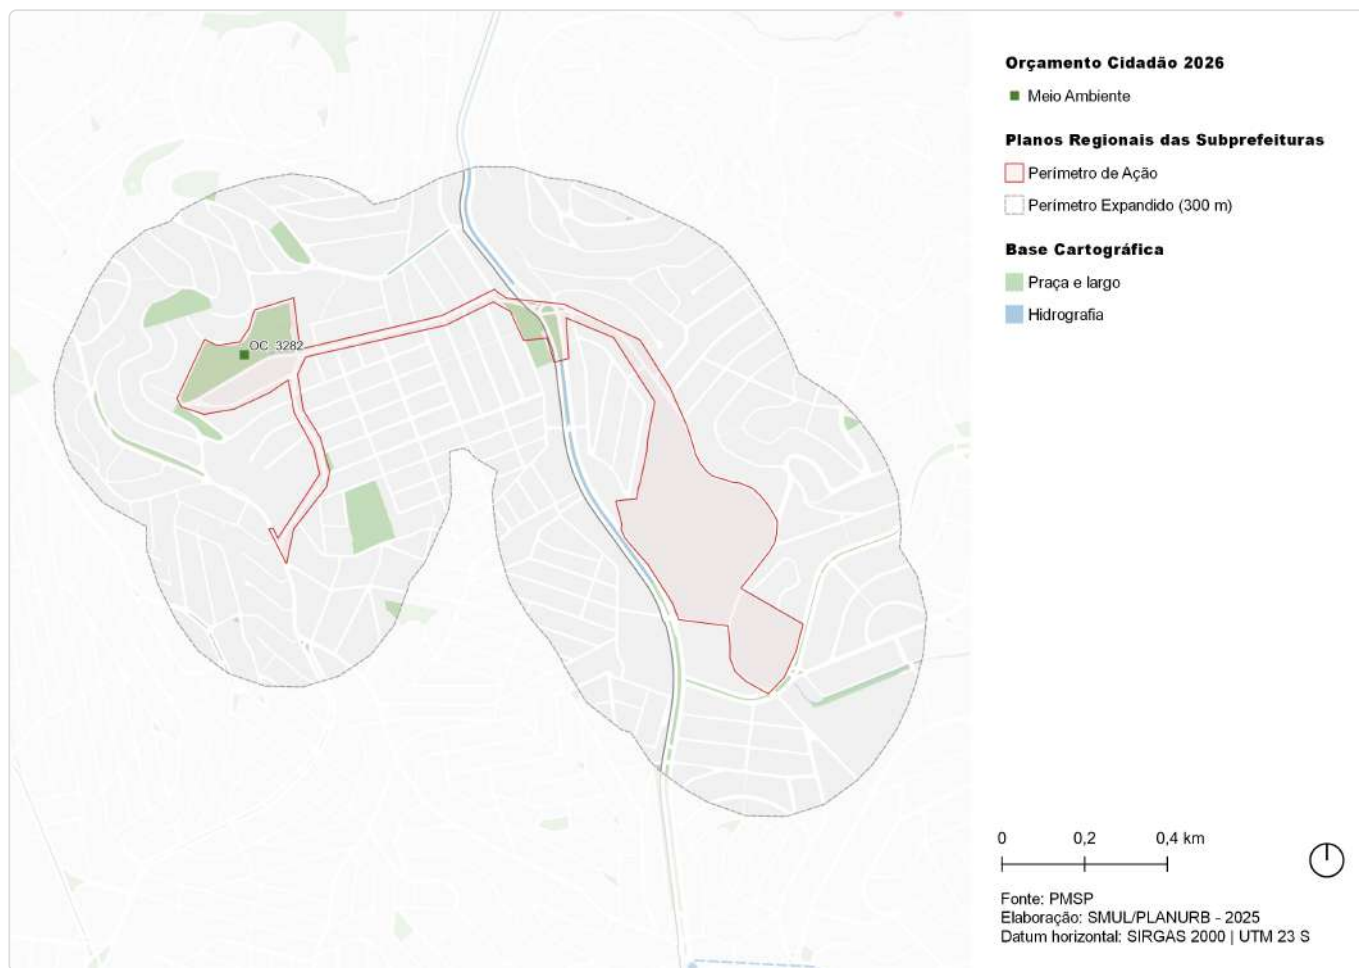 OC 3282
Orçamento Cidadão 2026
Meio Ambiente
Planos Regionais das Subprefeituras
Perímetro de Ação
Perímetro Expandido (300 m)
Base Cartográfica
Praça e largo
Hidrografia
0 0,2 0,4 km
Fonte: PMSP
Elaboração: SMUL/PLANURB - 2025
Datum horizontal: SIRGAS 2000 | UTM 23 S